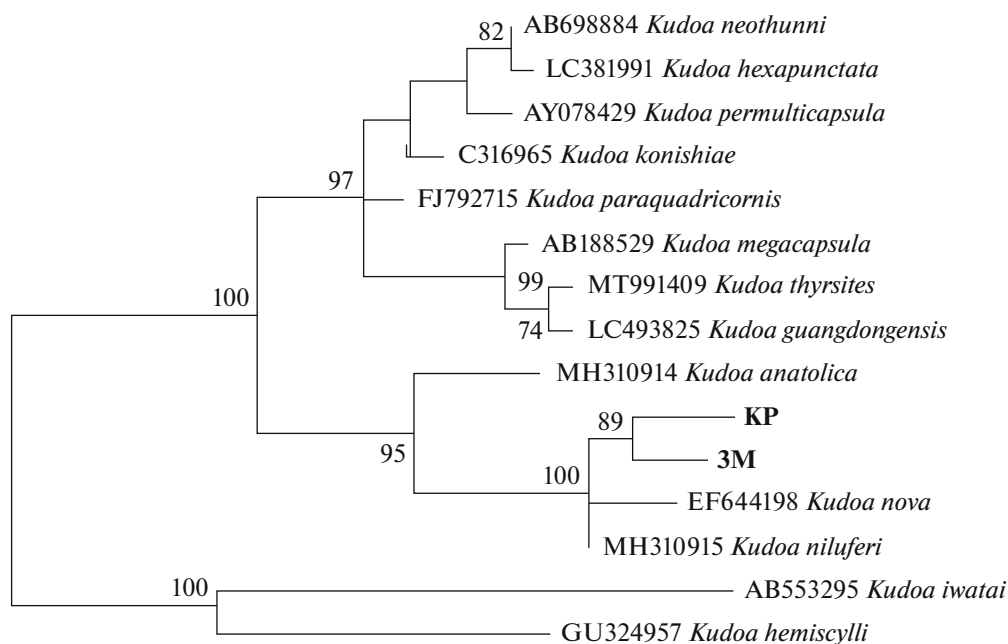 82
AB698884 Kudoa neothunni
LC381991 Kudoa hexapunctata
AY078429 Kudoa permulticapsula
C316965 Kudoa konishiae
97
FJ792715 Kudoa paraquadricornis
AB188529 Kudoa megacapsula
99
MT991409 Kudoa thyrsites
100
74
LC493825 Kudoa guangdongensis
MH310914 Kudoa anatolica
89
KP
95
3M
100
EF644198 Kudoa nova
MH310915 Kudoa niluferi
100
AB553295 Kudoa iwatai
GU324957 Kudoa hemiscylli